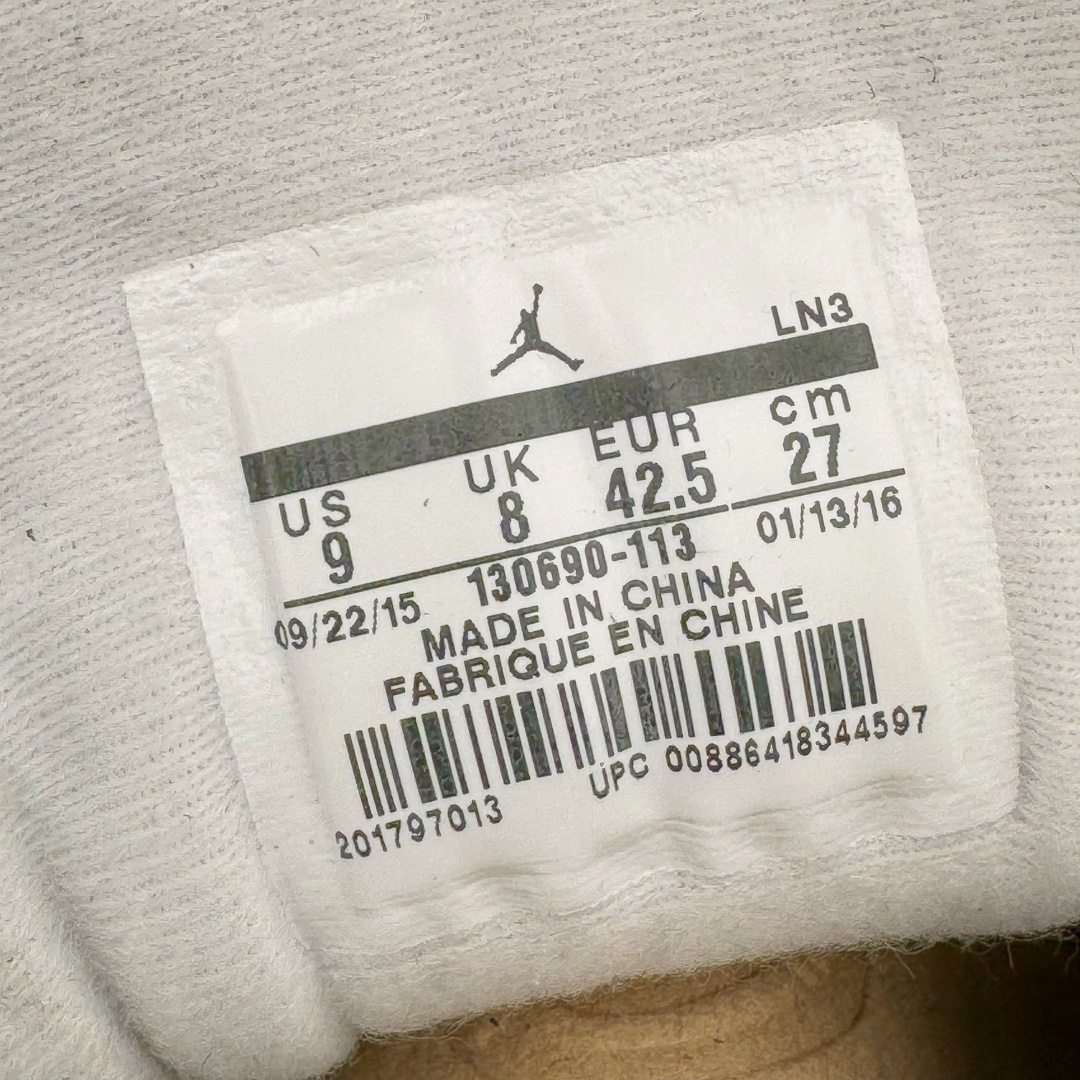 LN3
US UK EUR cm
9 8 42.5 27
09/22/15 130690-113 01/13/16
MADE IN CHINA
FABRIQUE EN CHINE
201797013 UPC 00886418344597